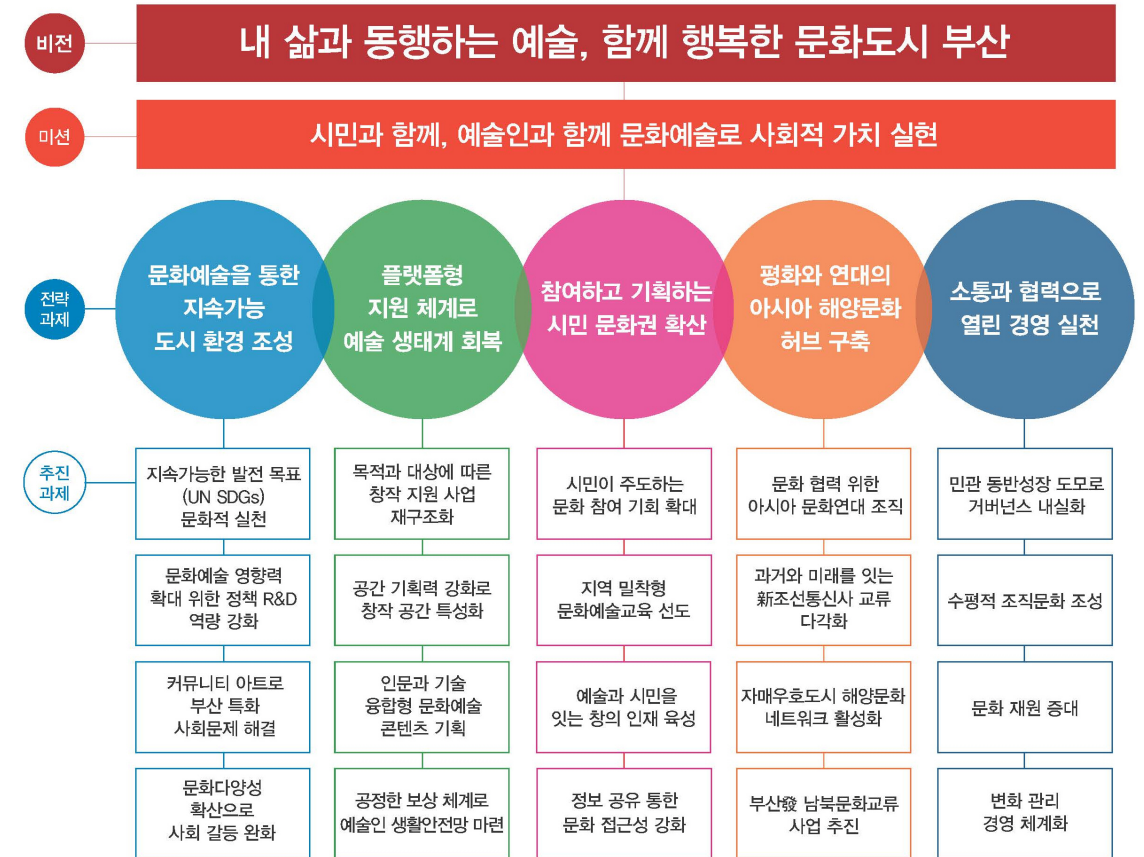 비전
내 삶과 동행하는 예술, 함께 행복한 문화도시 부산
미션
시민과 함께, 예술인과 함께 문화예술로 사회적 가치 실현
전략
과제
문화예술을 통한
지속가능
도시 환경 조성
플랫폼형
지원 체계로
예술 생태계 회복
참여하고 기획하는
시민 문화권 확산
평화와 연대의
아시아 해양문화
허브 구축
소통과 협력으로
열린 경영 실천
추진
과제
지속가능한 발전 목표
(UN SDGs)
문화적 실천
목적과 대상에 따른
창작 지원 사업
재구조화
시민이 주도하는
문화 참여 기회 확대
문화 협력 위한
아시아 문화연대 조직
민관 동반성장 도모로
거버넌스 내실화
문화예술 영향력
확대 위한 정책 R&D
역량 강화
공간 기획력 강화로
창작 공간 특성화
지역 밀착형
문화예술교육 선도
과거와 미래를 잇는
新조선통신사 교류
다각화
수평적 조직문화 조성
커뮤니티 아트로
부산 특화
사회문제 해결
인문과 기술
융합형 문화예술
콘텐츠 기획
예술과 시민을
잇는 창의 인재 육성
자매우호도시 해양문화
네트워크 활성화
문화 재원 증대
문화다양성
확산으로
사회 갈등 완화
공정한 보상 체계로
예술인 생활안전망 마련
정보 공유 통한
문화 접근성 강화
부산發 남북문화교류
사업 추진
변화 관리
경영 체계화